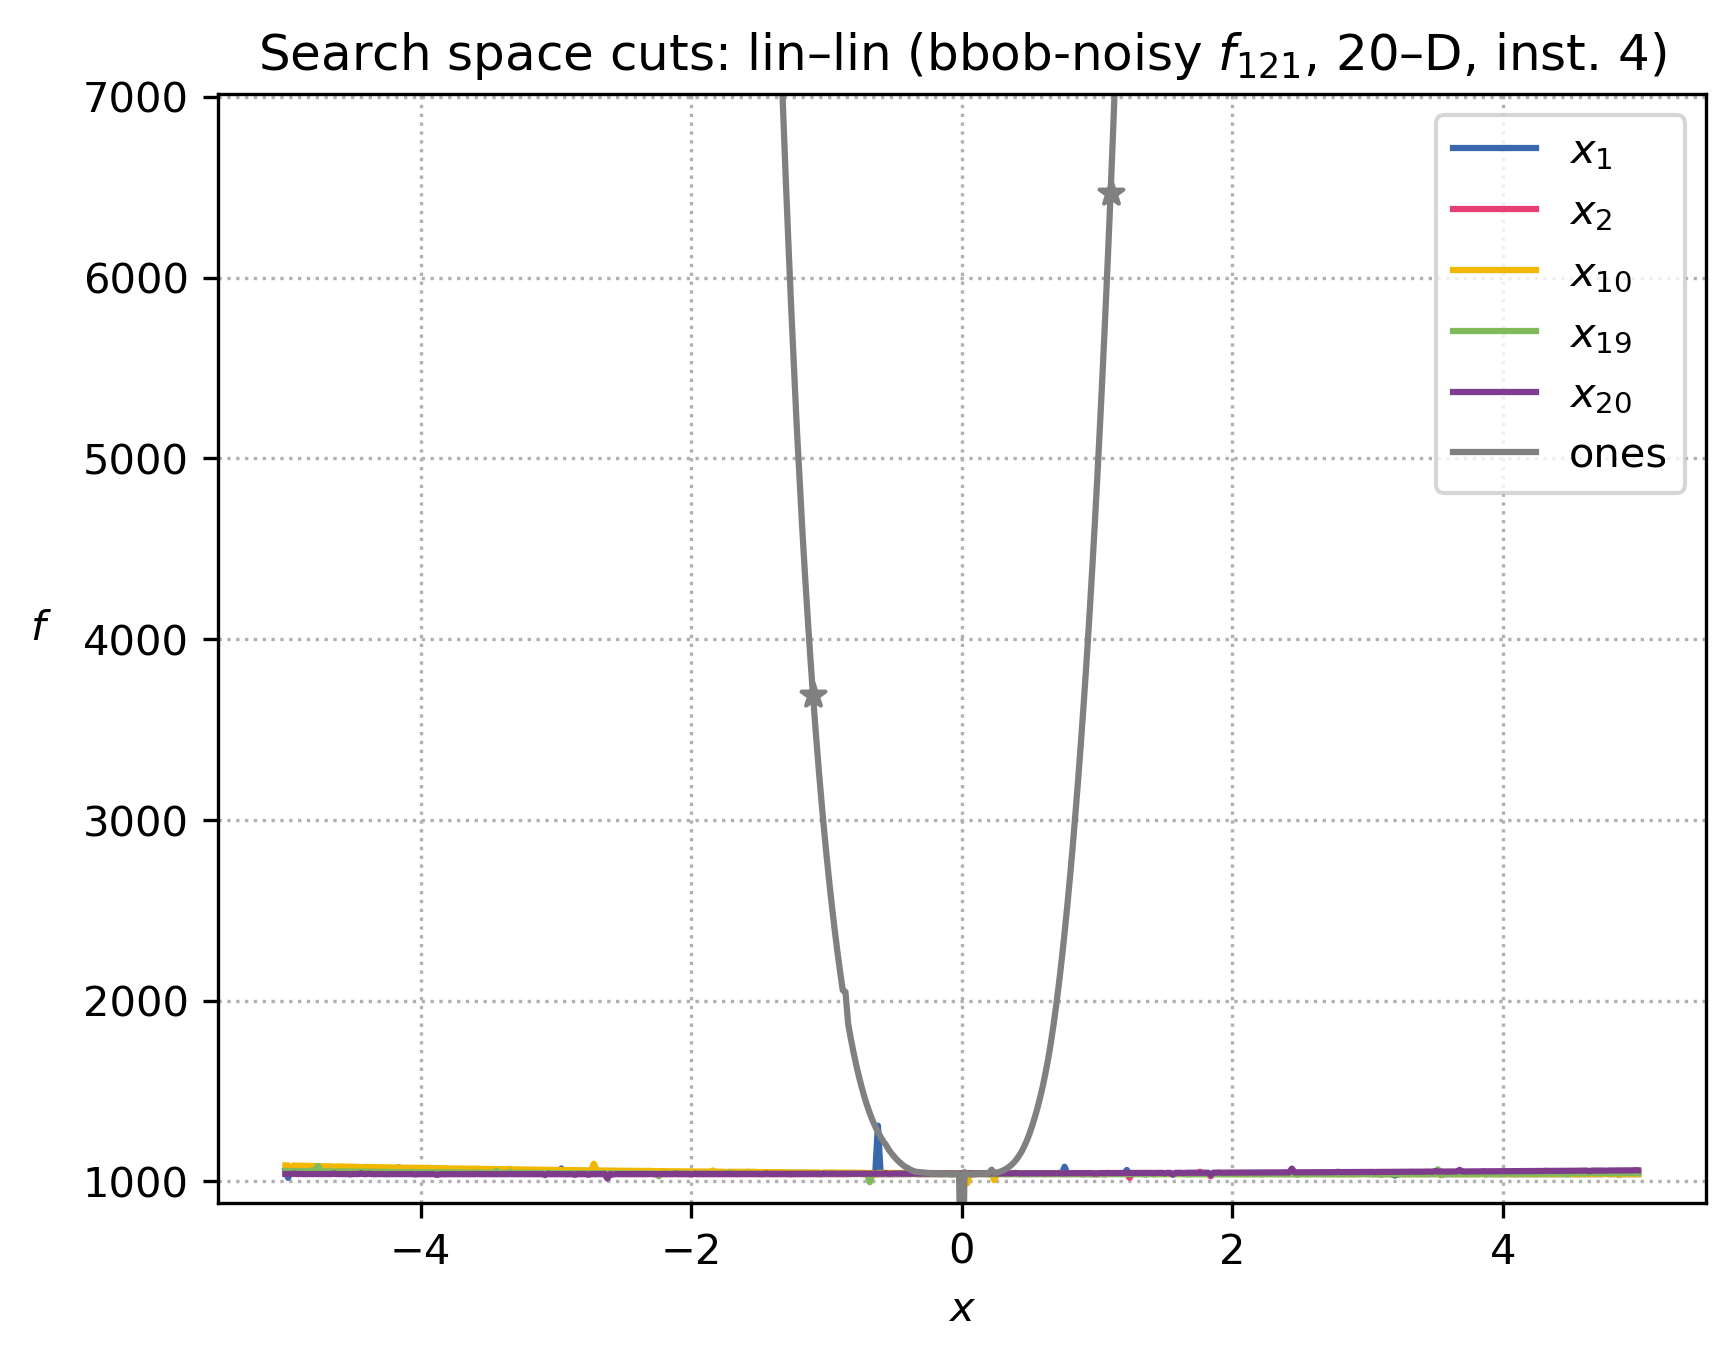 Search space cuts: lin–lin (bbob-noisy f₁₂₁, 20–D, inst. 4)
7000
6000
5000
4000
3000
2000
1000
f
−4
−2
0
2
4
x
x₁
x₂
x₁₀
x₁₉
x₂₀
ones